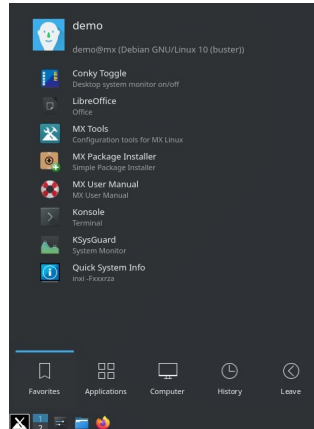 demo
demo@mx (Debian GNU/Linux 10 (buster))
Conky Toggle
Desktop system monitor on/off
LibreOffice
Office
MX Tools
Configuration tools for MX Linux
MX Package Installer
Simple Package Installer
MX User Manual
MX User Manual
Konsole
Terminal
KSysGuard
System Monitor
Quick System Info
inxi -Fxxxrza
Favorites Applications Computer History Leave
1
2